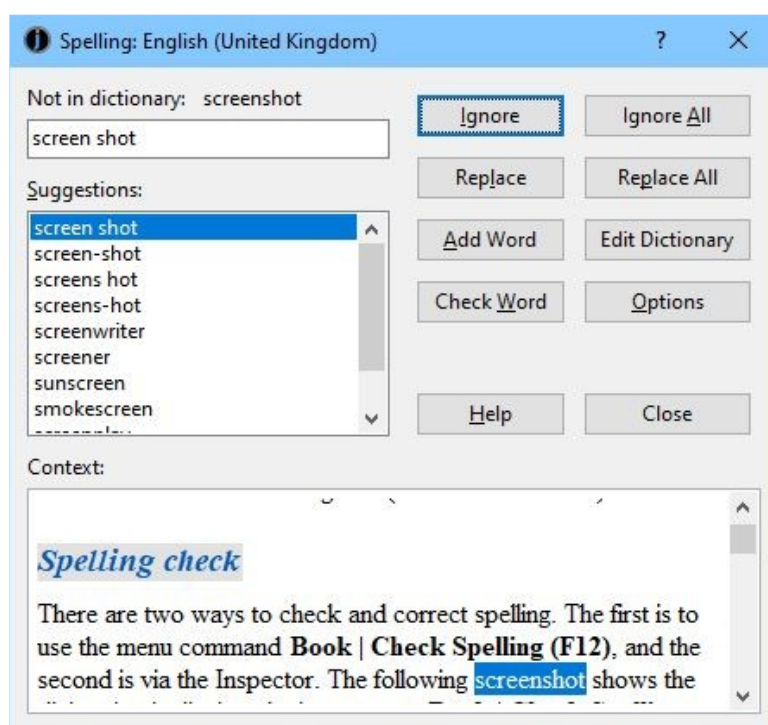 Spelling: English (United Kingdom)
Not in dictionary: screenshot
screen shot
Ignore
Ignore All
Suggestions:
Replace
Replace All
screen shot
screen-shot
screens hot
screens-hot
screenwriter
screener
sunscreen
smokescreen
Add Word
Edit Dictionary
Check Word
Options
Help
Close
Context:
Spelling check
There are two ways to check and correct spelling. The first is to
use the menu command Book | Check Spelling (F12), and the
second is via the Inspector. The following screenshot shows the